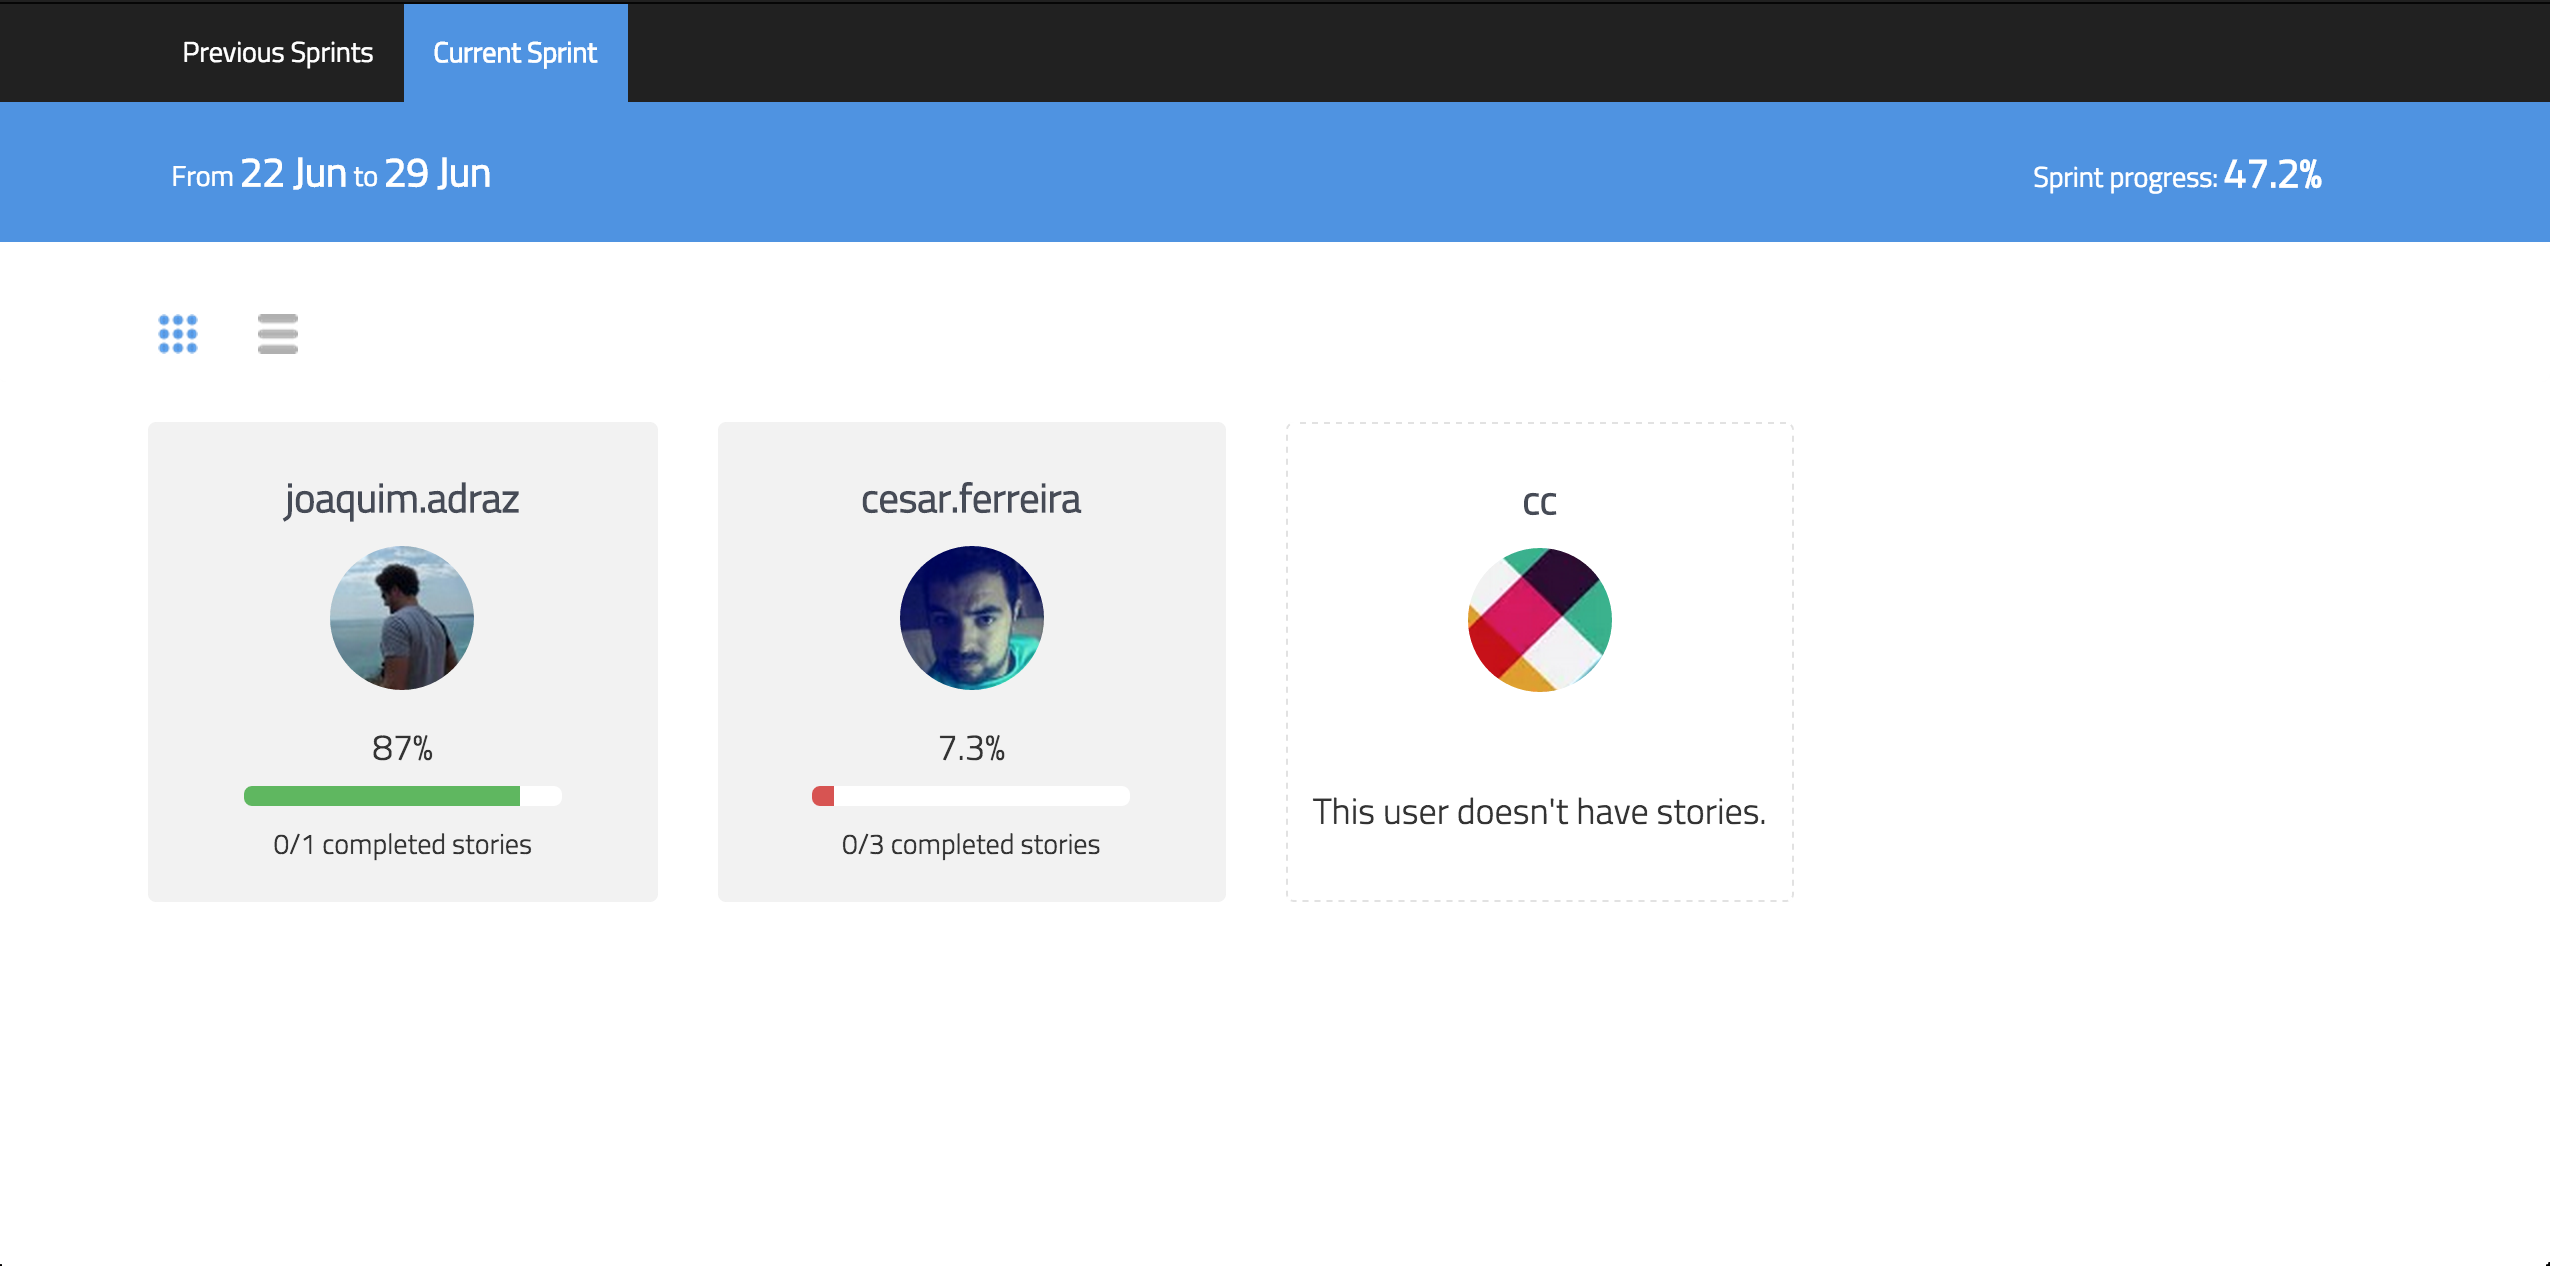 Previous Sprints
Current Sprint
From 22 Jun to 29 Jun
Sprint progress: 47.2%
joaquim.adraz
87%
0/1 completed stories
cesar.ferreira
7.3%
0/3 completed stories
cc
This user doesn't have stories.